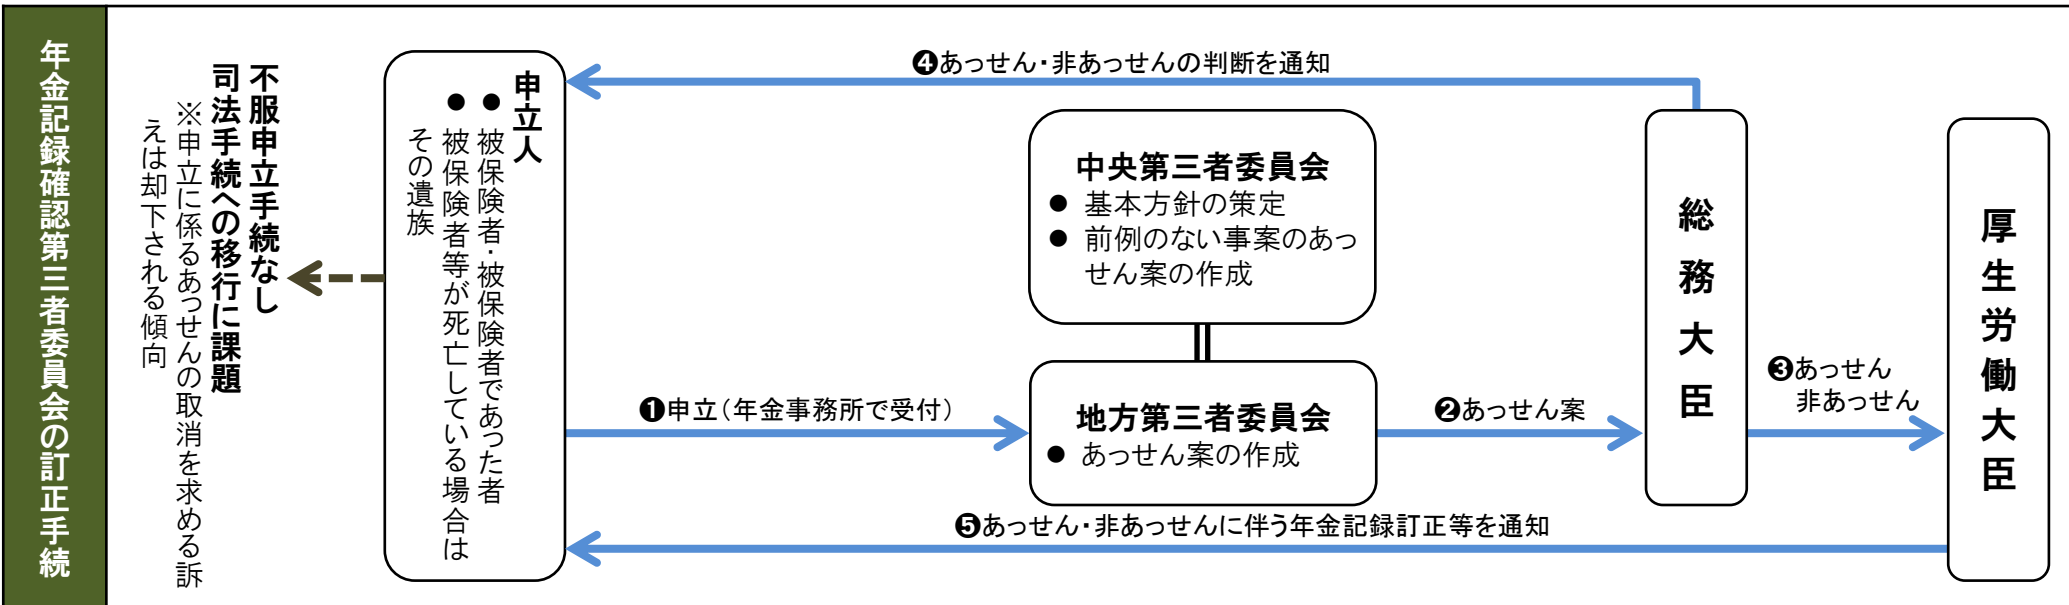 年金記録確認第三者委員会の訂正手続
不服申立手続なし
司法手続への移行に課題
※申立に係るあっせんの取消を求める訴
えは却下される傾向
申立人
● 被保険者・被保険者であった者
● 被保険者等が死亡している場合は
その遺族
❹あっせん・非あっせんの判断を通知
中央第三者委員会
● 基本方針の策定
● 前例のない事案のあっ
せん案の作成
❶申立(年金事務所で受付)
地方第三者委員会
● あっせん案の作成
❷あっせん案
総務大臣
❸あっせん
非あっせん
厚生労働大臣
❺あっせん・非あっせんに伴う年金記録訂正等を通知